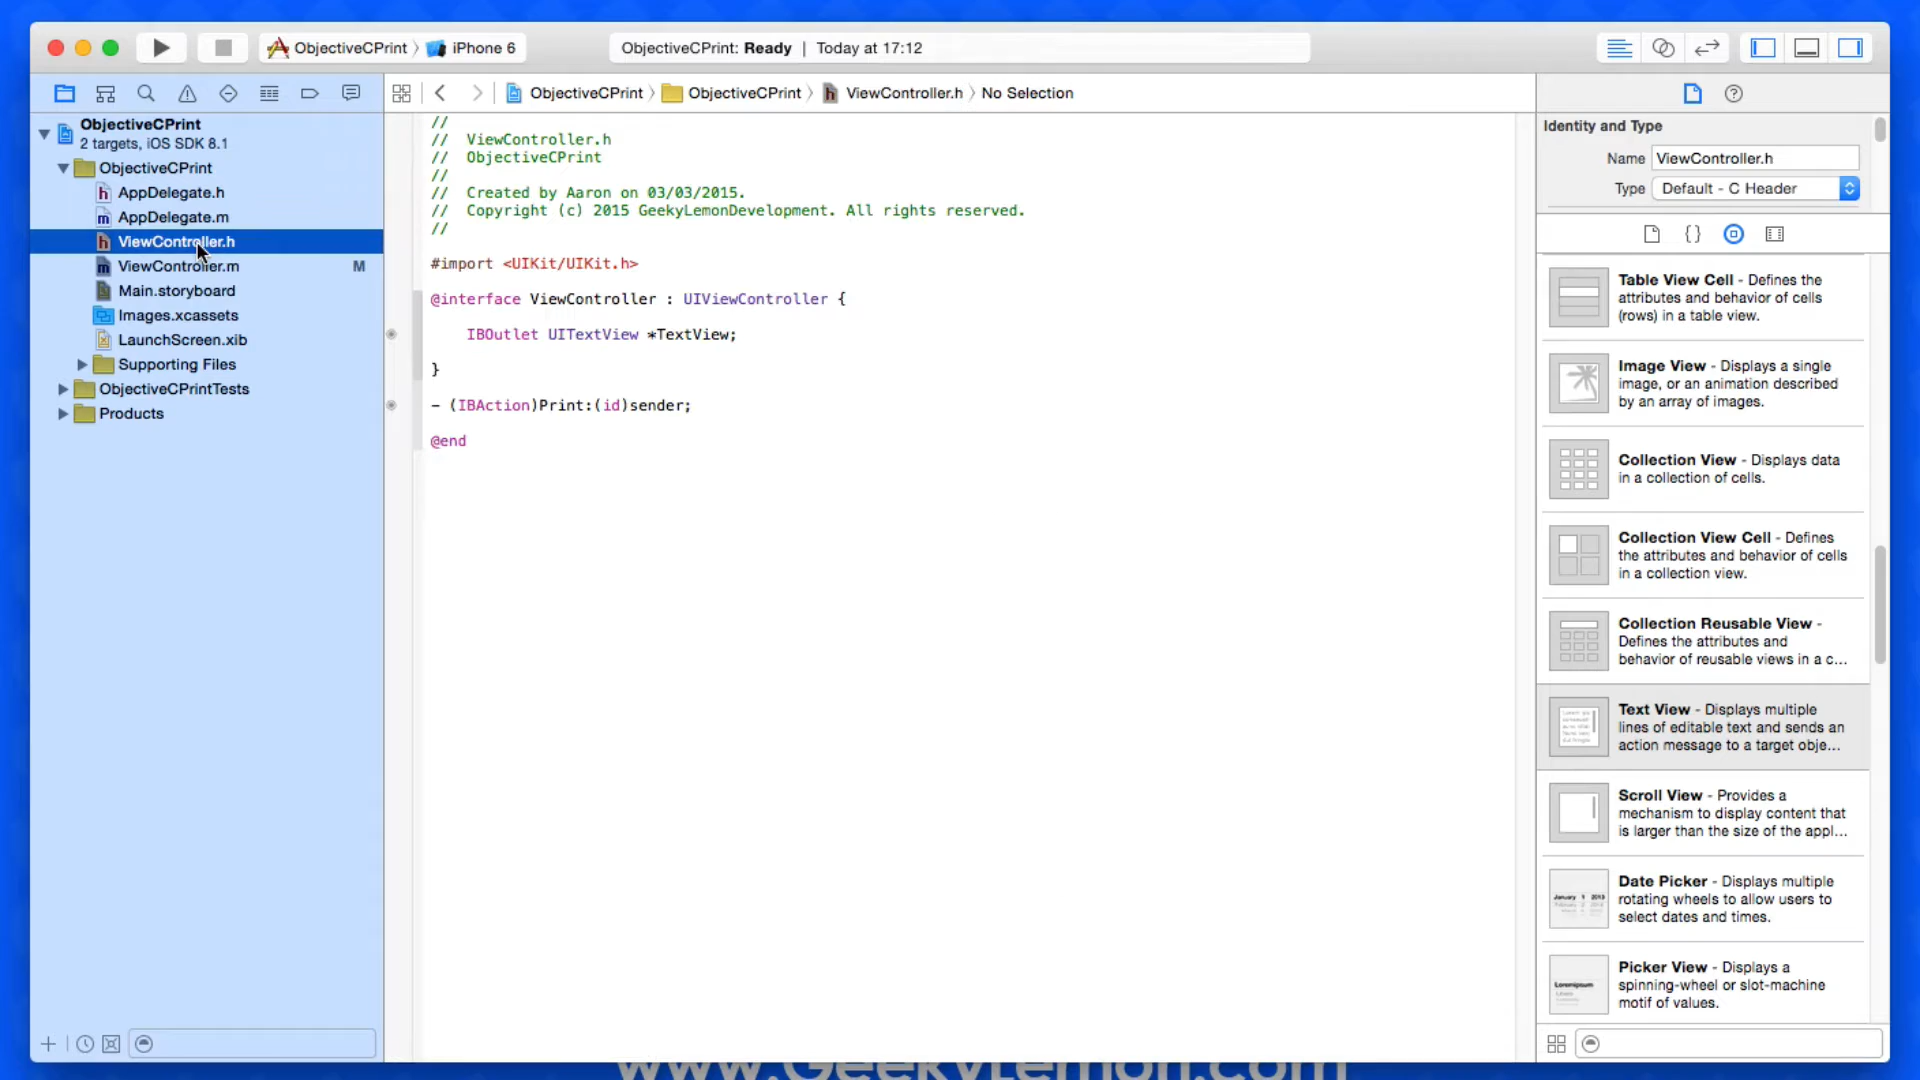 ObjectiveCPrint iPhone 6
ObjectiveCPrint: Ready | Today at 17:12
ObjectiveCPrint ObjectiveCPrint ViewController.h No Selection
ObjectiveCPrint
2 targets, iOS SDK 8.1
ObjectiveCPrint
AppDelegate.h
AppDelegate.m
ViewController.h
ViewController.m M
Main.storyboard
Images.xcassets
LaunchScreen.xib
Supporting Files
ObjectiveCPrintTests
Products
//
// ViewController.h
// ObjectiveCPrint
//
// Created by Aaron on 03/03/2015.
// Copyright (c) 2015 GeekyLemonDevelopment. All rights reserved.
//
#import <UIKit/UIKit.h>
@interface ViewController : UIViewController {
IBOutlet UITextView *TextView;
}
- (IBAction)Print:(id)sender;
@end
Identity and Type
Name ViewController.h
Type Default - C Header
Table View Cell - Defines the
attributes and behavior of cells
(rows) in a table view.
Image View - Displays a single
image, or an animation described
by an array of images.
Collection View - Displays data
in a collection of cells.
Collection View Cell - Defines
the attributes and behavior of cells
in a collection view.
Collection Reusable View -
Defines the attributes and
behavior of reusable views in a c...
Text View - Displays multiple
lines of editable text and sends an
action message to a target obje...
Scroll View - Provides a
mechanism to display content that
is larger than the size of the appl...
Date Picker - Displays multiple
rotating wheels to allow users to
select dates and times.
Picker View - Displays a
spinning-wheel or slot-machine
motif of values.
www.GeekyLemon.com